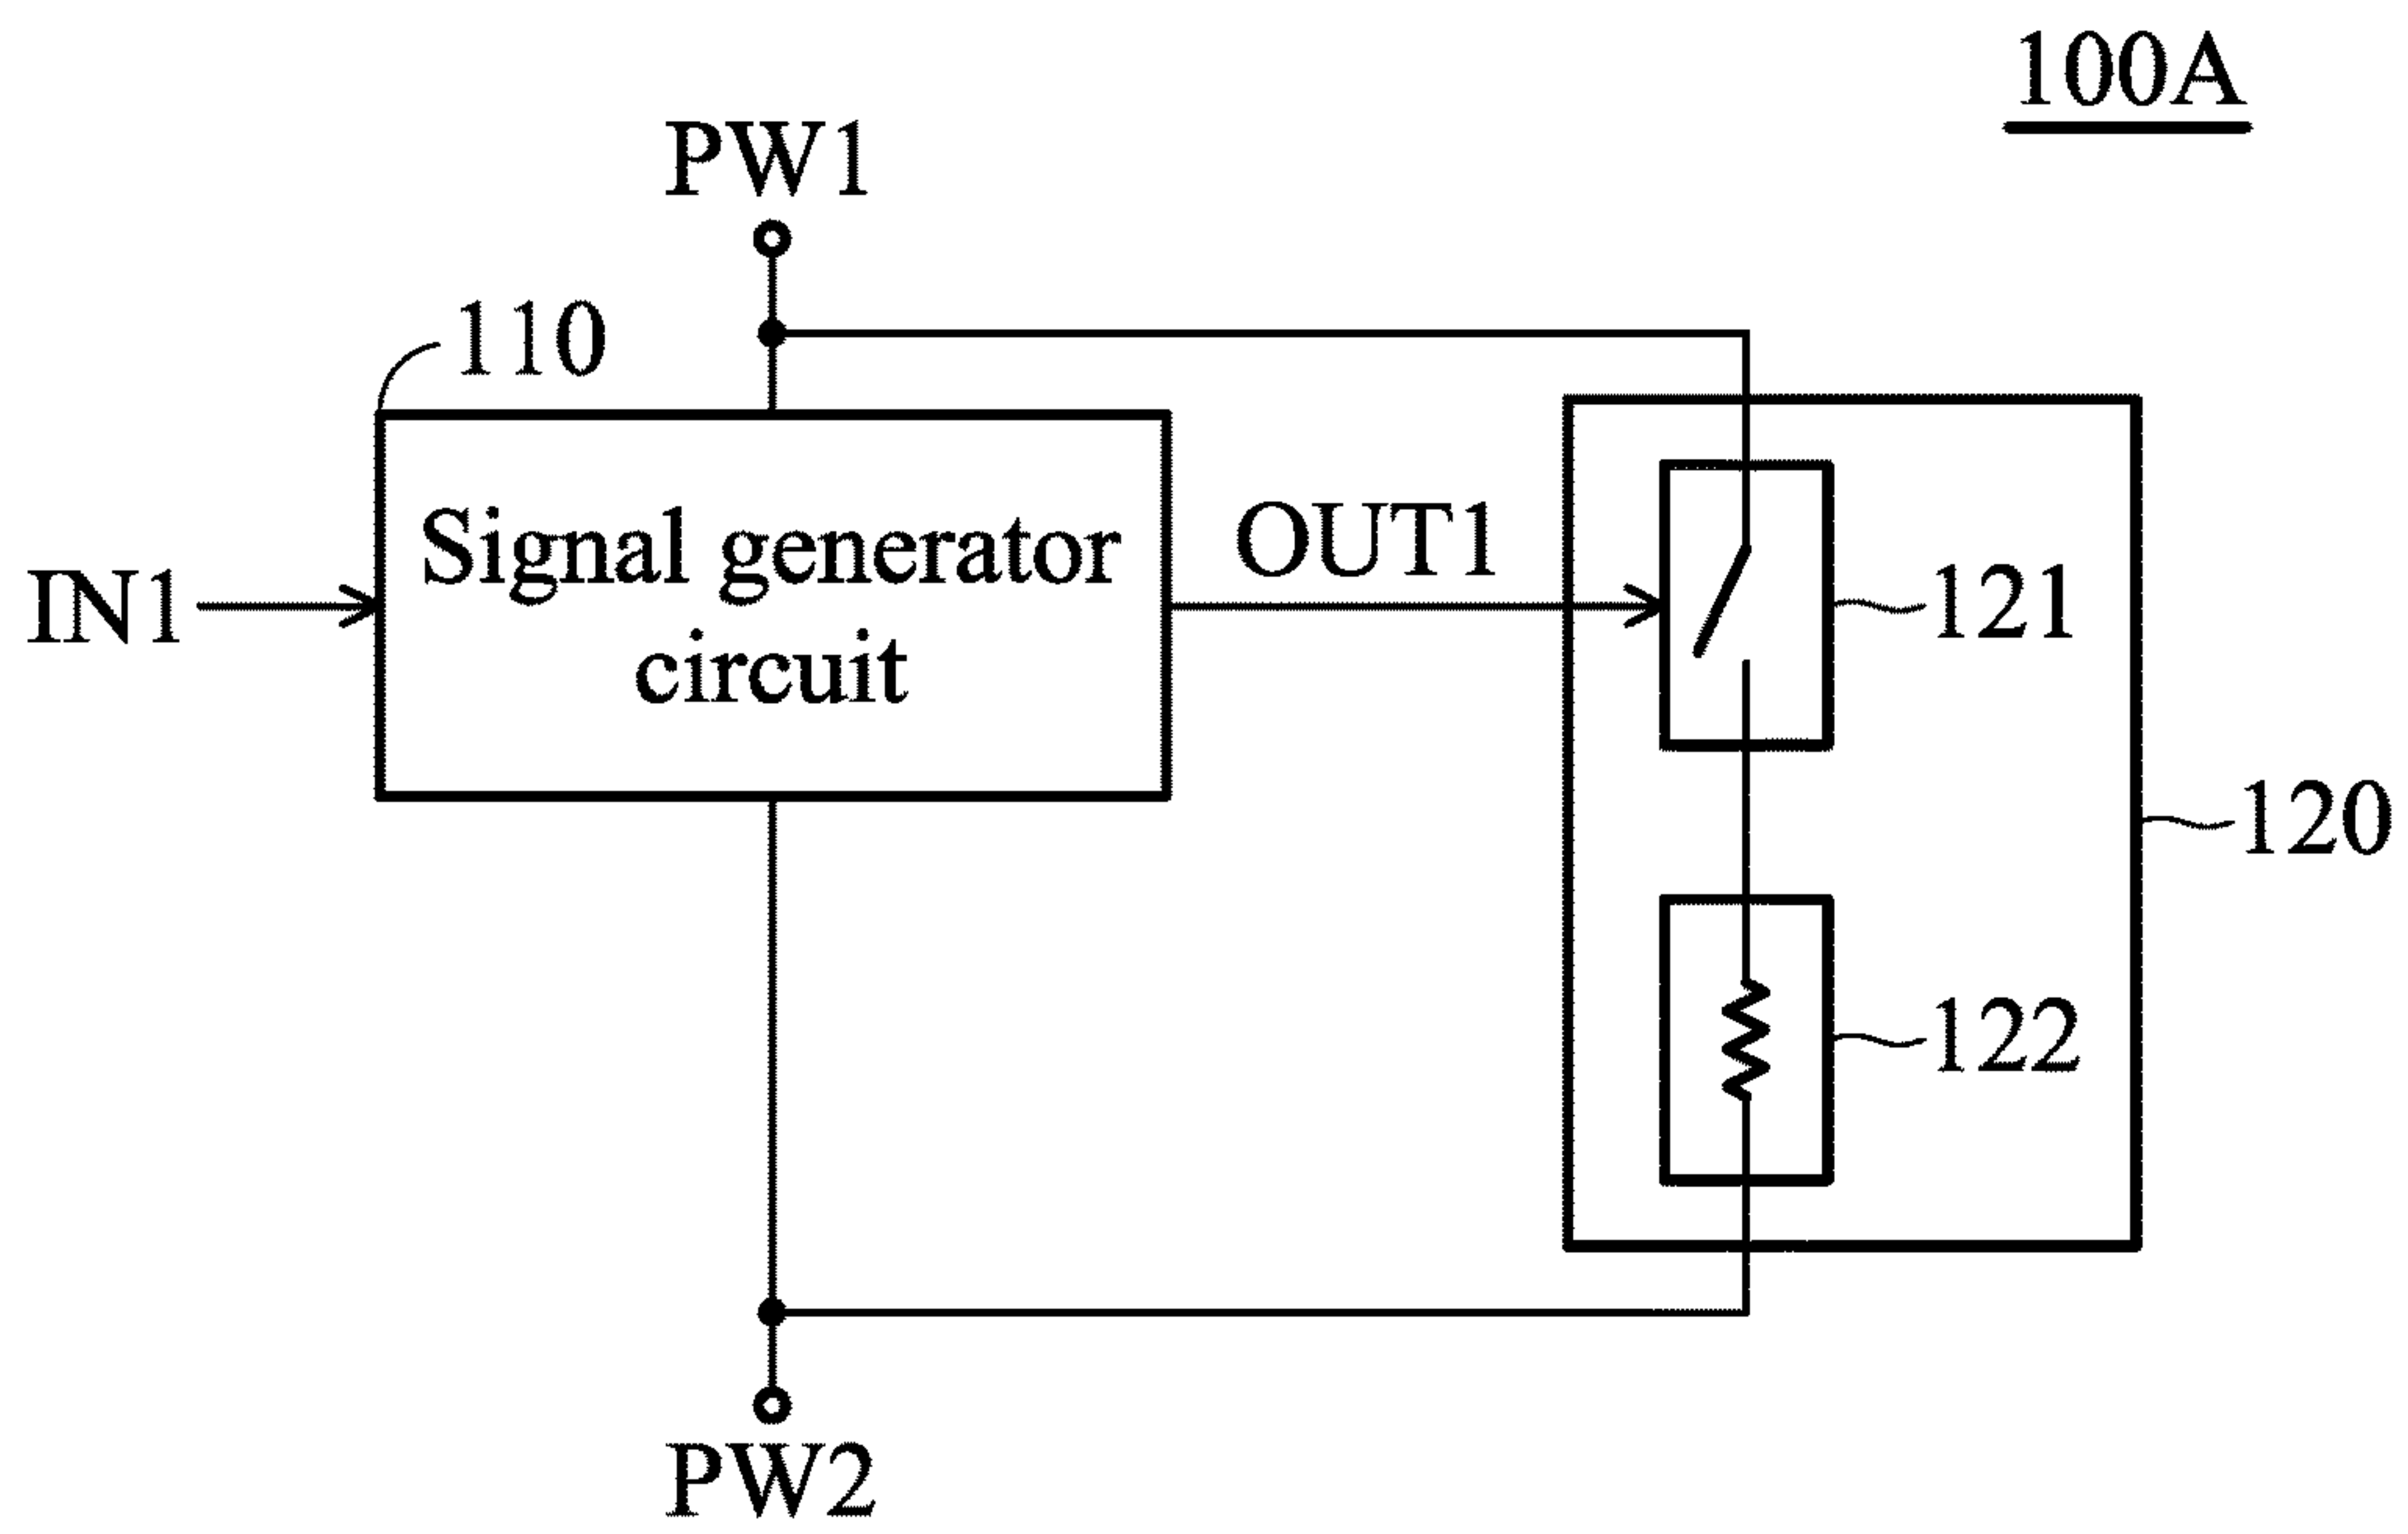 100A
PW1
110
Signal generator
circuit
IN1
OUT1
121
120
122
PW2